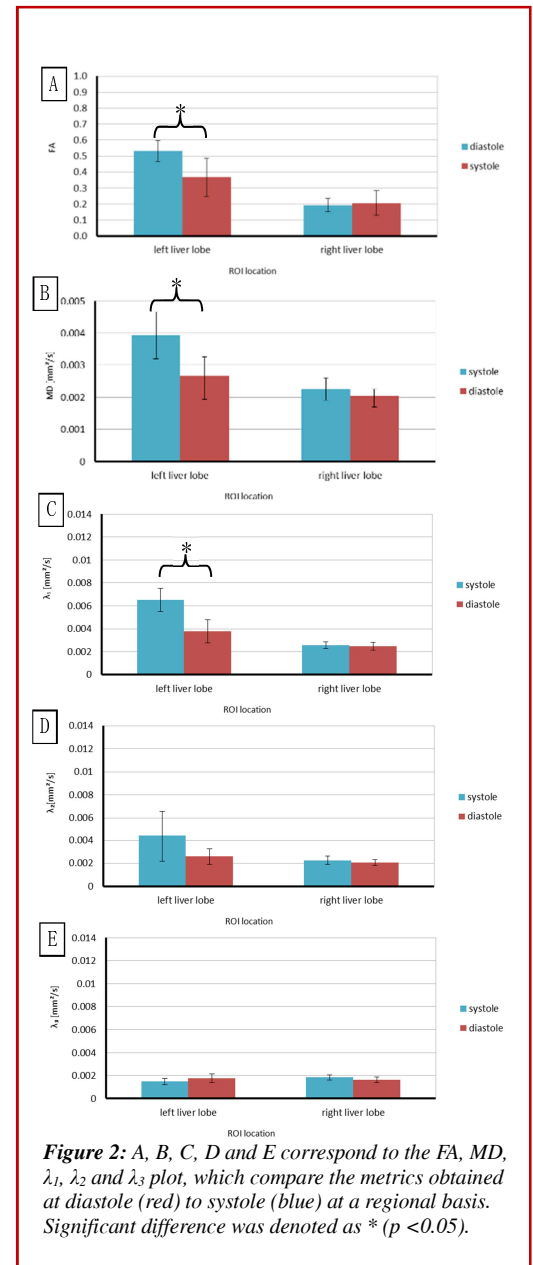 A
1.0
0.9
0.8
0.7
0.6
0.5
0.4
0.3
0.2
0.1
0.0
FA
*
diastole
systole
left liver lobe right liver lobe
ROI location
B
0.005
0.004
0.003
0.002
0.001
0
MD [mm²/s]
*
systole
diastole
left liver lobe right liver lobe
ROI location
C
0.014
0.012
0.01
0.008
0.006
0.004
0.002
0
λ₁ [mm²/s]
*
systole
diastole
left liver lobe right liver lobe
ROI location
D
0.014
0.012
0.01
0.008
0.006
0.004
0.002
0
λ₂[mm²/s]
systole
diastole
left liver lobe right liver lobe
ROI location
E
0.014
0.012
0.01
0.008
0.006
0.004
0.002
0
λ₃ [mm²/s]
systole
diastole
left liver lobe right liver lobe
ROI location
Figure 2: A, B, C, D and E correspond to the FA, MD,
λ₁, λ₂ and λ₃ plot, which compare the metrics obtained
at diastole (red) to systole (blue) at a regional basis.
Significant difference was denoted as * (p <0.05).